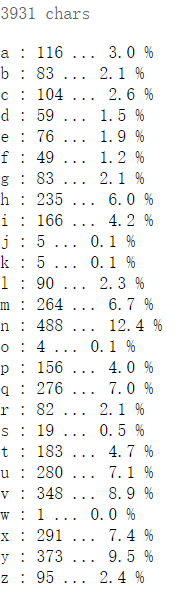 3931 chars
a : 116 ... 3.0 %
b : 83 ... 2.1 %
c : 104 ... 2.6 %
d : 59 ... 1.5 %
e : 76 ... 1.9 %
f : 49 ... 1.2 %
g : 83 ... 2.1 %
h : 235 ... 6.0 %
i : 166 ... 4.2 %
j : 5 ... 0.1 %
k : 5 ... 0.1 %
l : 90 ... 2.3 %
m : 264 ... 6.7 %
n : 488 ... 12.4 %
o : 4 ... 0.1 %
p : 156 ... 4.0 %
q : 276 ... 7.0 %
r : 82 ... 2.1 %
s : 19 ... 0.5 %
t : 183 ... 4.7 %
u : 280 ... 7.1 %
v : 348 ... 8.9 %
w : 1 ... 0.0 %
x : 291 ... 7.4 %
y : 373 ... 9.5 %
z : 95 ... 2.4 %